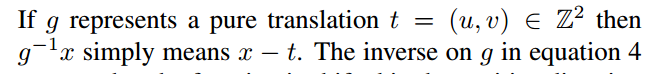 If g represents a pure translation t = (u, v) ∈ ℤ² then
g⁻¹x simply means x − t. The inverse on g in equation 4